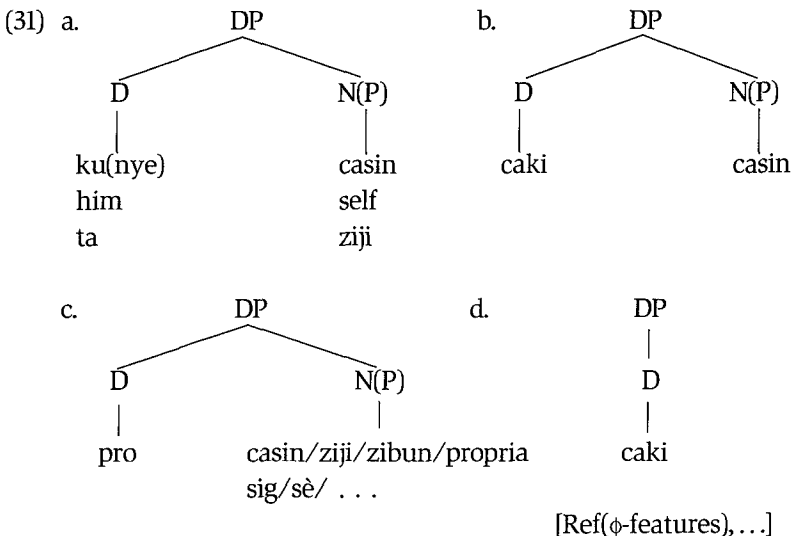 (31) a. DP b. DP
D N(P) D N(P)
ku(nye) casin caki casin
him self
ta ziji
c. DP d. DP
D N(P) D
pro casin/ziji/zibun/propria caki
sig/sè/ . . .
[Ref(ϕ-features), . . .]